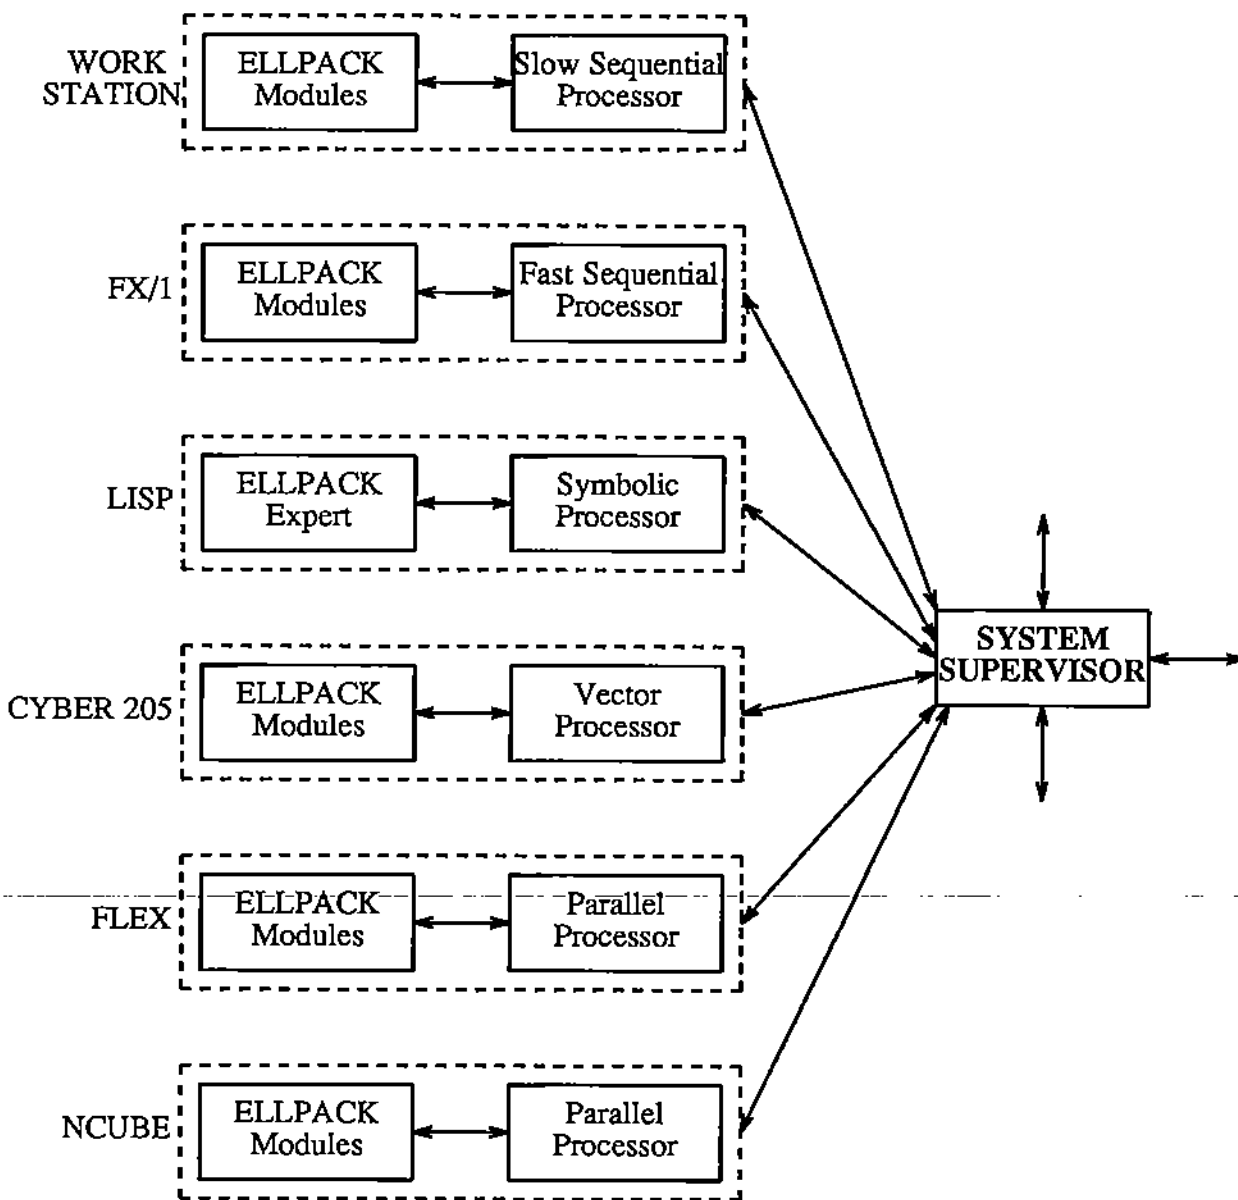 WORK
STATION
ELLPACK
Modules
Slow Sequential
Processor
FX/1
ELLPACK
Modules
Fast Sequential
Processor
LISP
ELLPACK
Expert
Symbolic
Processor
SYSTEM
SUPERVISOR
CYBER 205
ELLPACK
Modules
Vector
Processor
FLEX
ELLPACK
Modules
Parallel
Processor
NCUBE
ELLPACK
Modules
Parallel
Processor